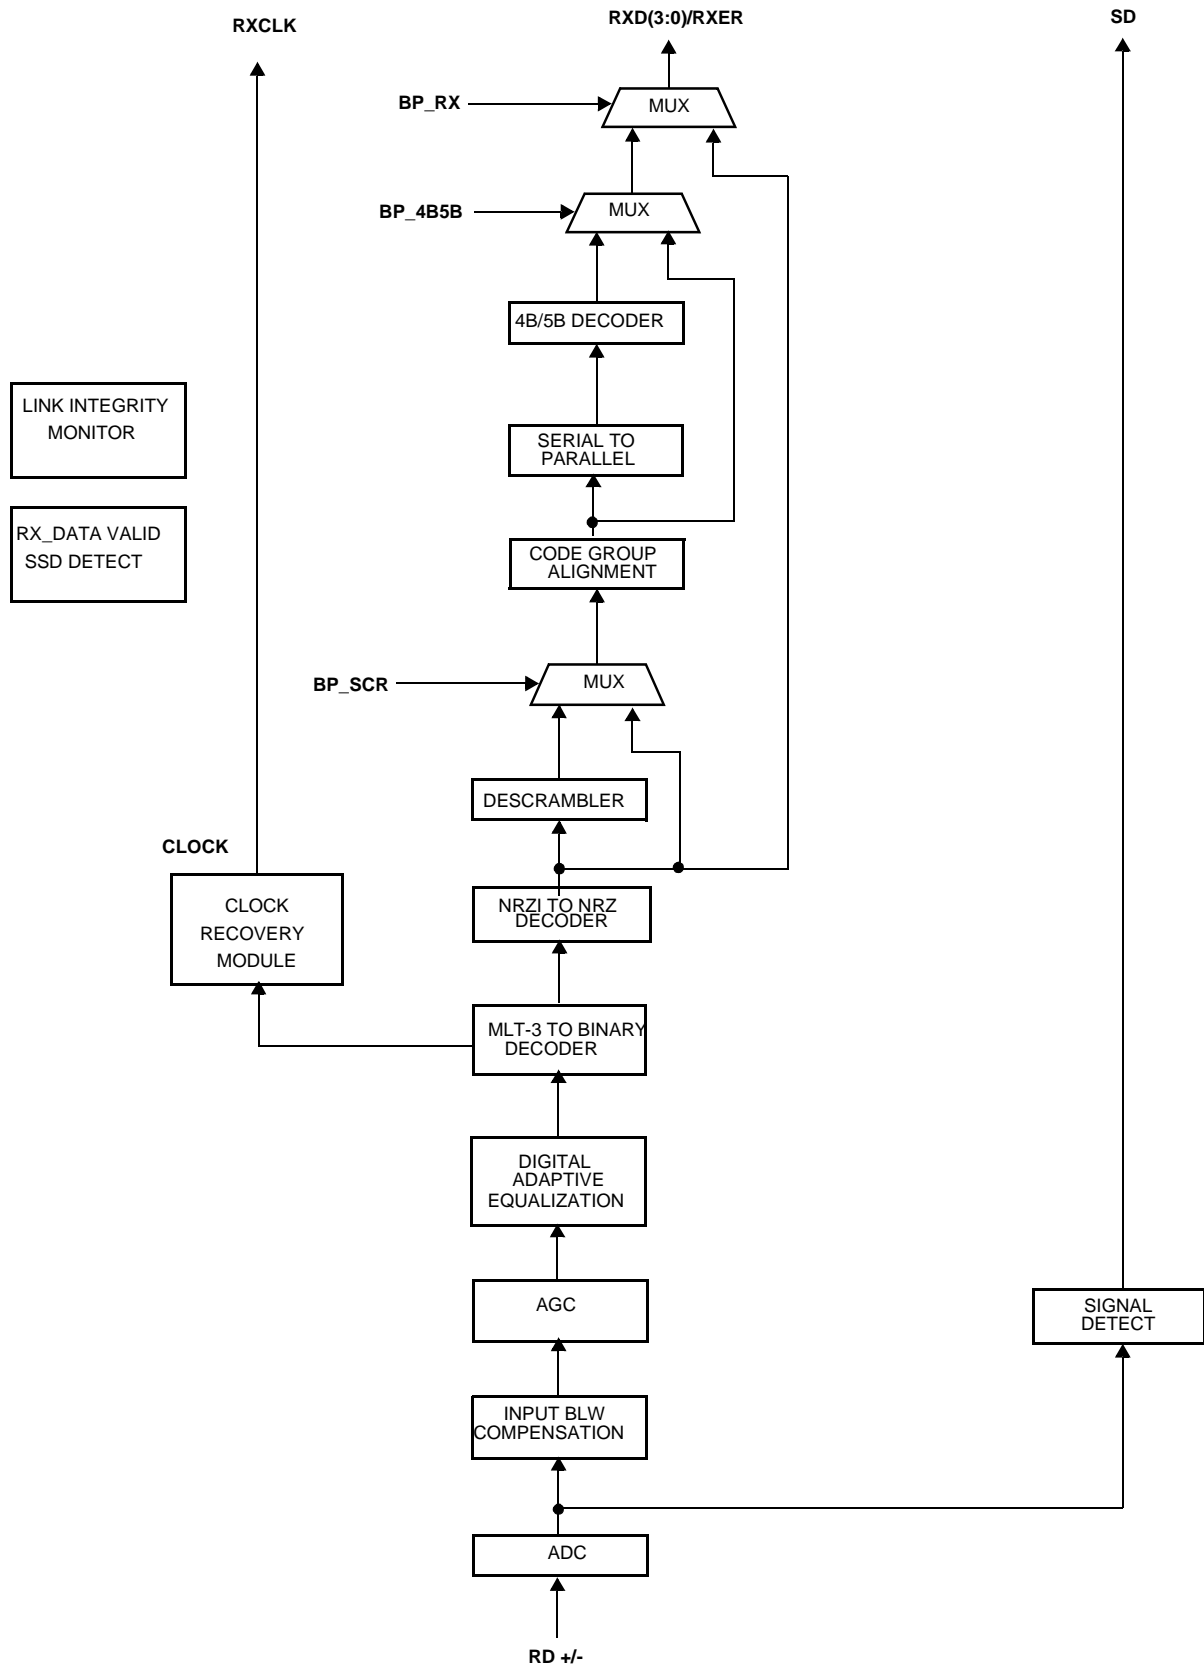 RXCLK
RXD(3:0)/RXER
SD
BP_RX
MUX
BP_4B5B
MUX
4B/5B DECODER
LINK INTEGRITY
MONITOR
SERIAL TO
PARALLEL
RX_DATA VALID
SSD DETECT
CODE GROUP
ALIGNMENT
BP_SCR
MUX
DESCRAMBLER
CLOCK
CLOCK
RECOVERY
MODULE
NRZI TO NRZ
DECODER
MLT-3 TO BINARY
DECODER
DIGITAL
ADAPTIVE
EQUALIZATION
AGC
SIGNAL
DETECT
INPUT BLW
COMPENSATION
ADC
RD +/-